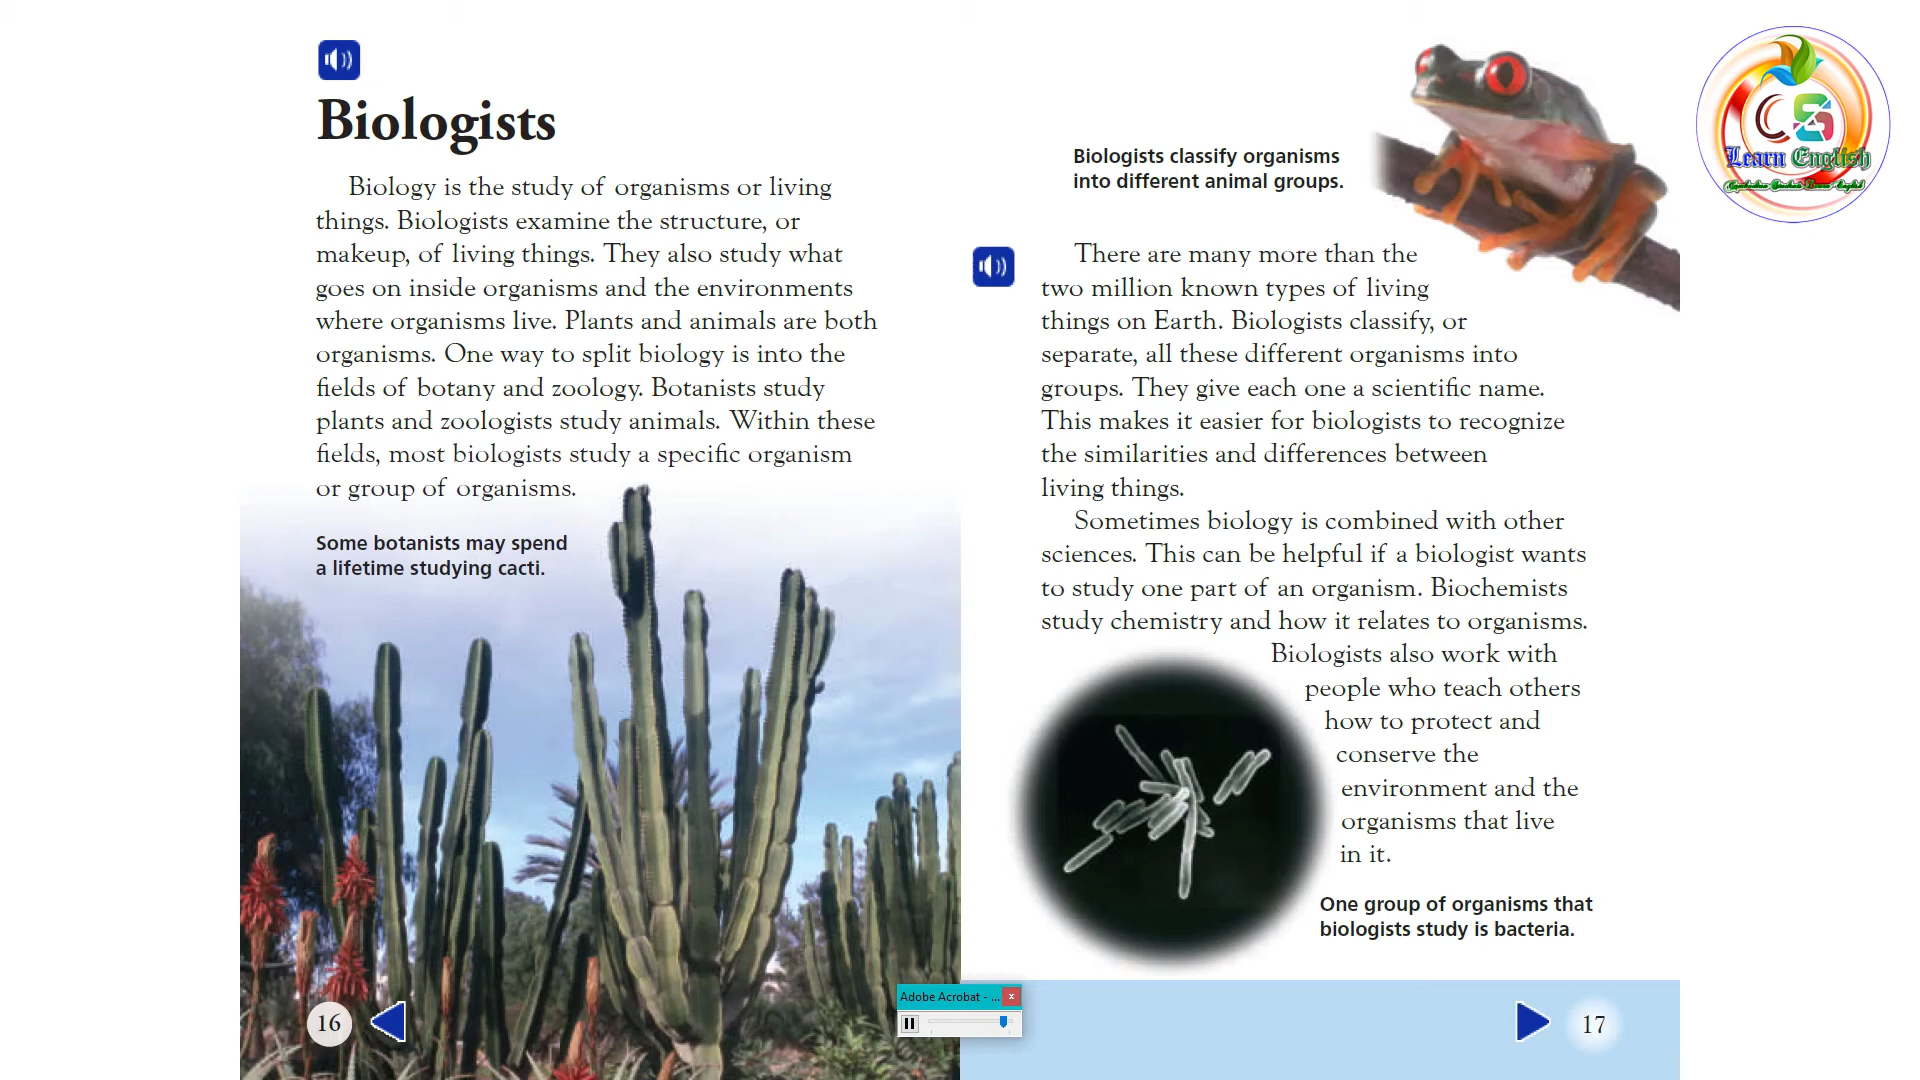 Biologists
Biology is the study of organisms or living
things. Biologists examine the structure, or
makeup, of living things. They also study what
goes on inside organisms and the environments
where organisms live. Plants and animals are both
organisms. One way to split biology is into the
fields of botany and zoology. Botanists study
plants and zoologists study animals. Within these
fields, most biologists study a specific organism
or group of organisms.
Some botanists may spend
a lifetime studying cacti.
16
Biologists classify organisms
into different animal groups.
There are many more than the
two million known types of living
things on Earth. Biologists classify, or
separate, all these different organisms into
groups. They give each one a scientific name.
This makes it easier for biologists to recognize
the similarities and differences between
living things.
Sometimes biology is combined with other
sciences. This can be helpful if a biologist wants
to study one part of an organism. Biochemists
study chemistry and how it relates to organisms.
Biologists also work with
people who teach others
how to protect and
conserve the
environment and the
organisms that live
in it.
One group of organisms that
biologists study is bacteria.
17
Adobe Acrobat - ...
CS
Learn English